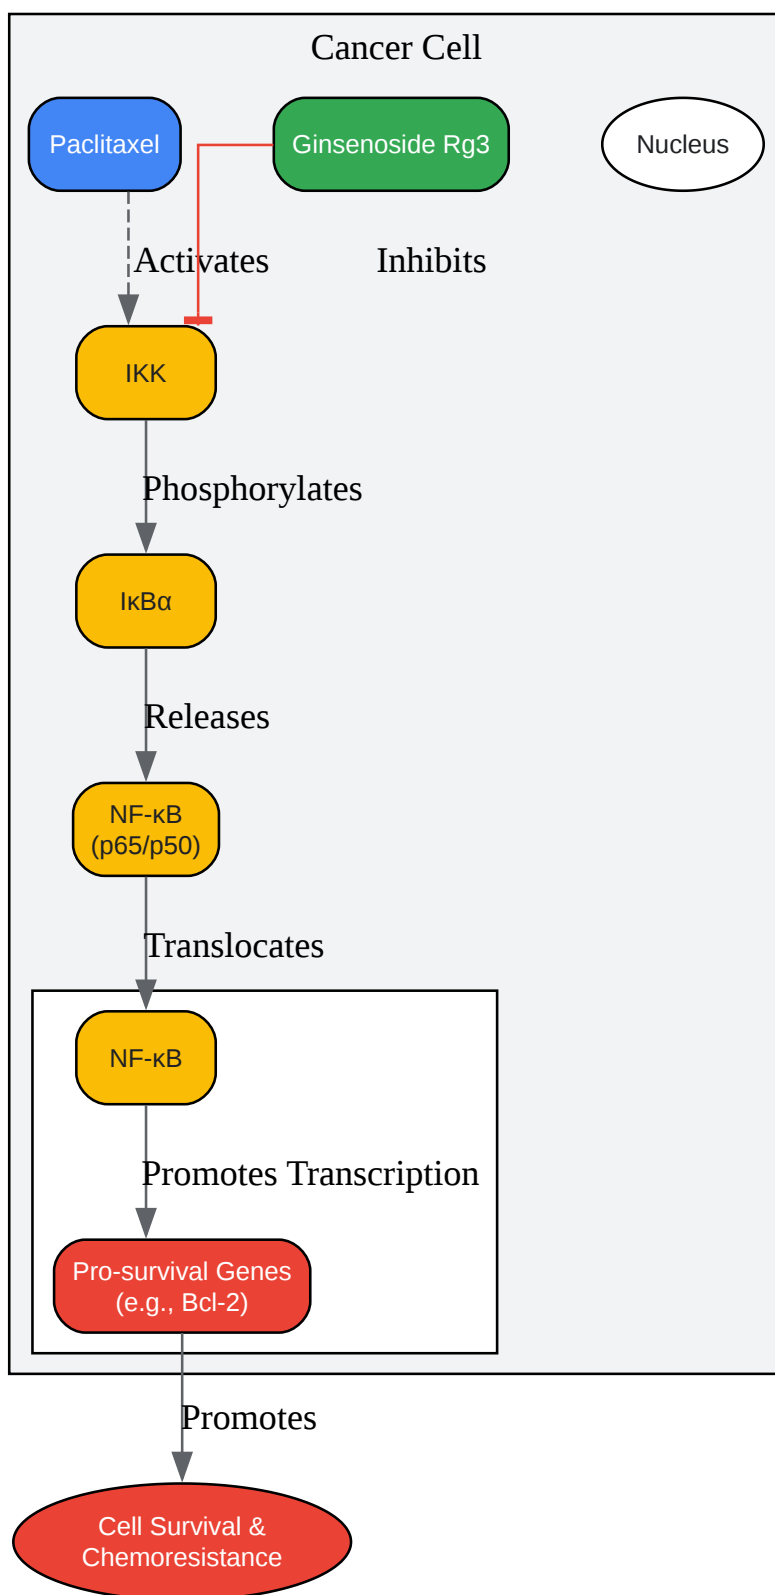 Cancer Cell
Paclitaxel
Ginsenoside Rg3
Nucleus
Activates
Inhibits
IKK
Phosphorylates
IκBα
Releases
NF-κB
(p65/p50)
Translocates
NF-κB
Promotes Transcription
Pro-survival Genes
(e.g., Bcl-2)
Promotes
Cell Survival &
Chemoresistance